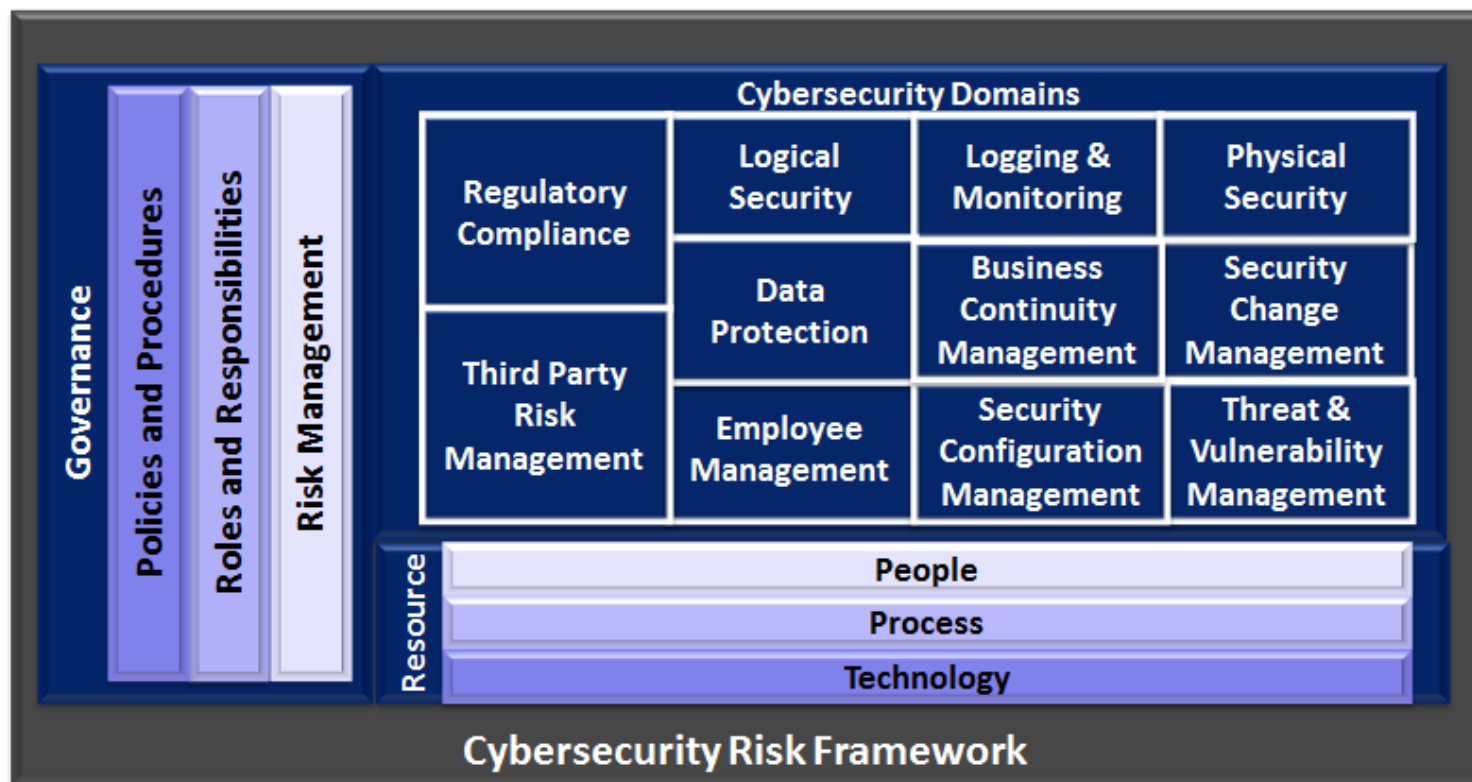 Governance
Policies and Procedures
Roles and Responsibilities
Risk Management
Cybersecurity Domains
Regulatory
Compliance
Third Party
Risk
Management
Logical
Security
Data
Protection
Employee
Management
Logging &
Monitoring
Business
Continuity
Management
Security
Configuration
Management
Physical
Security
Security
Change
Management
Threat &
Vulnerability
Management
Resource
People
Process
Technology
Cybersecurity Risk Framework